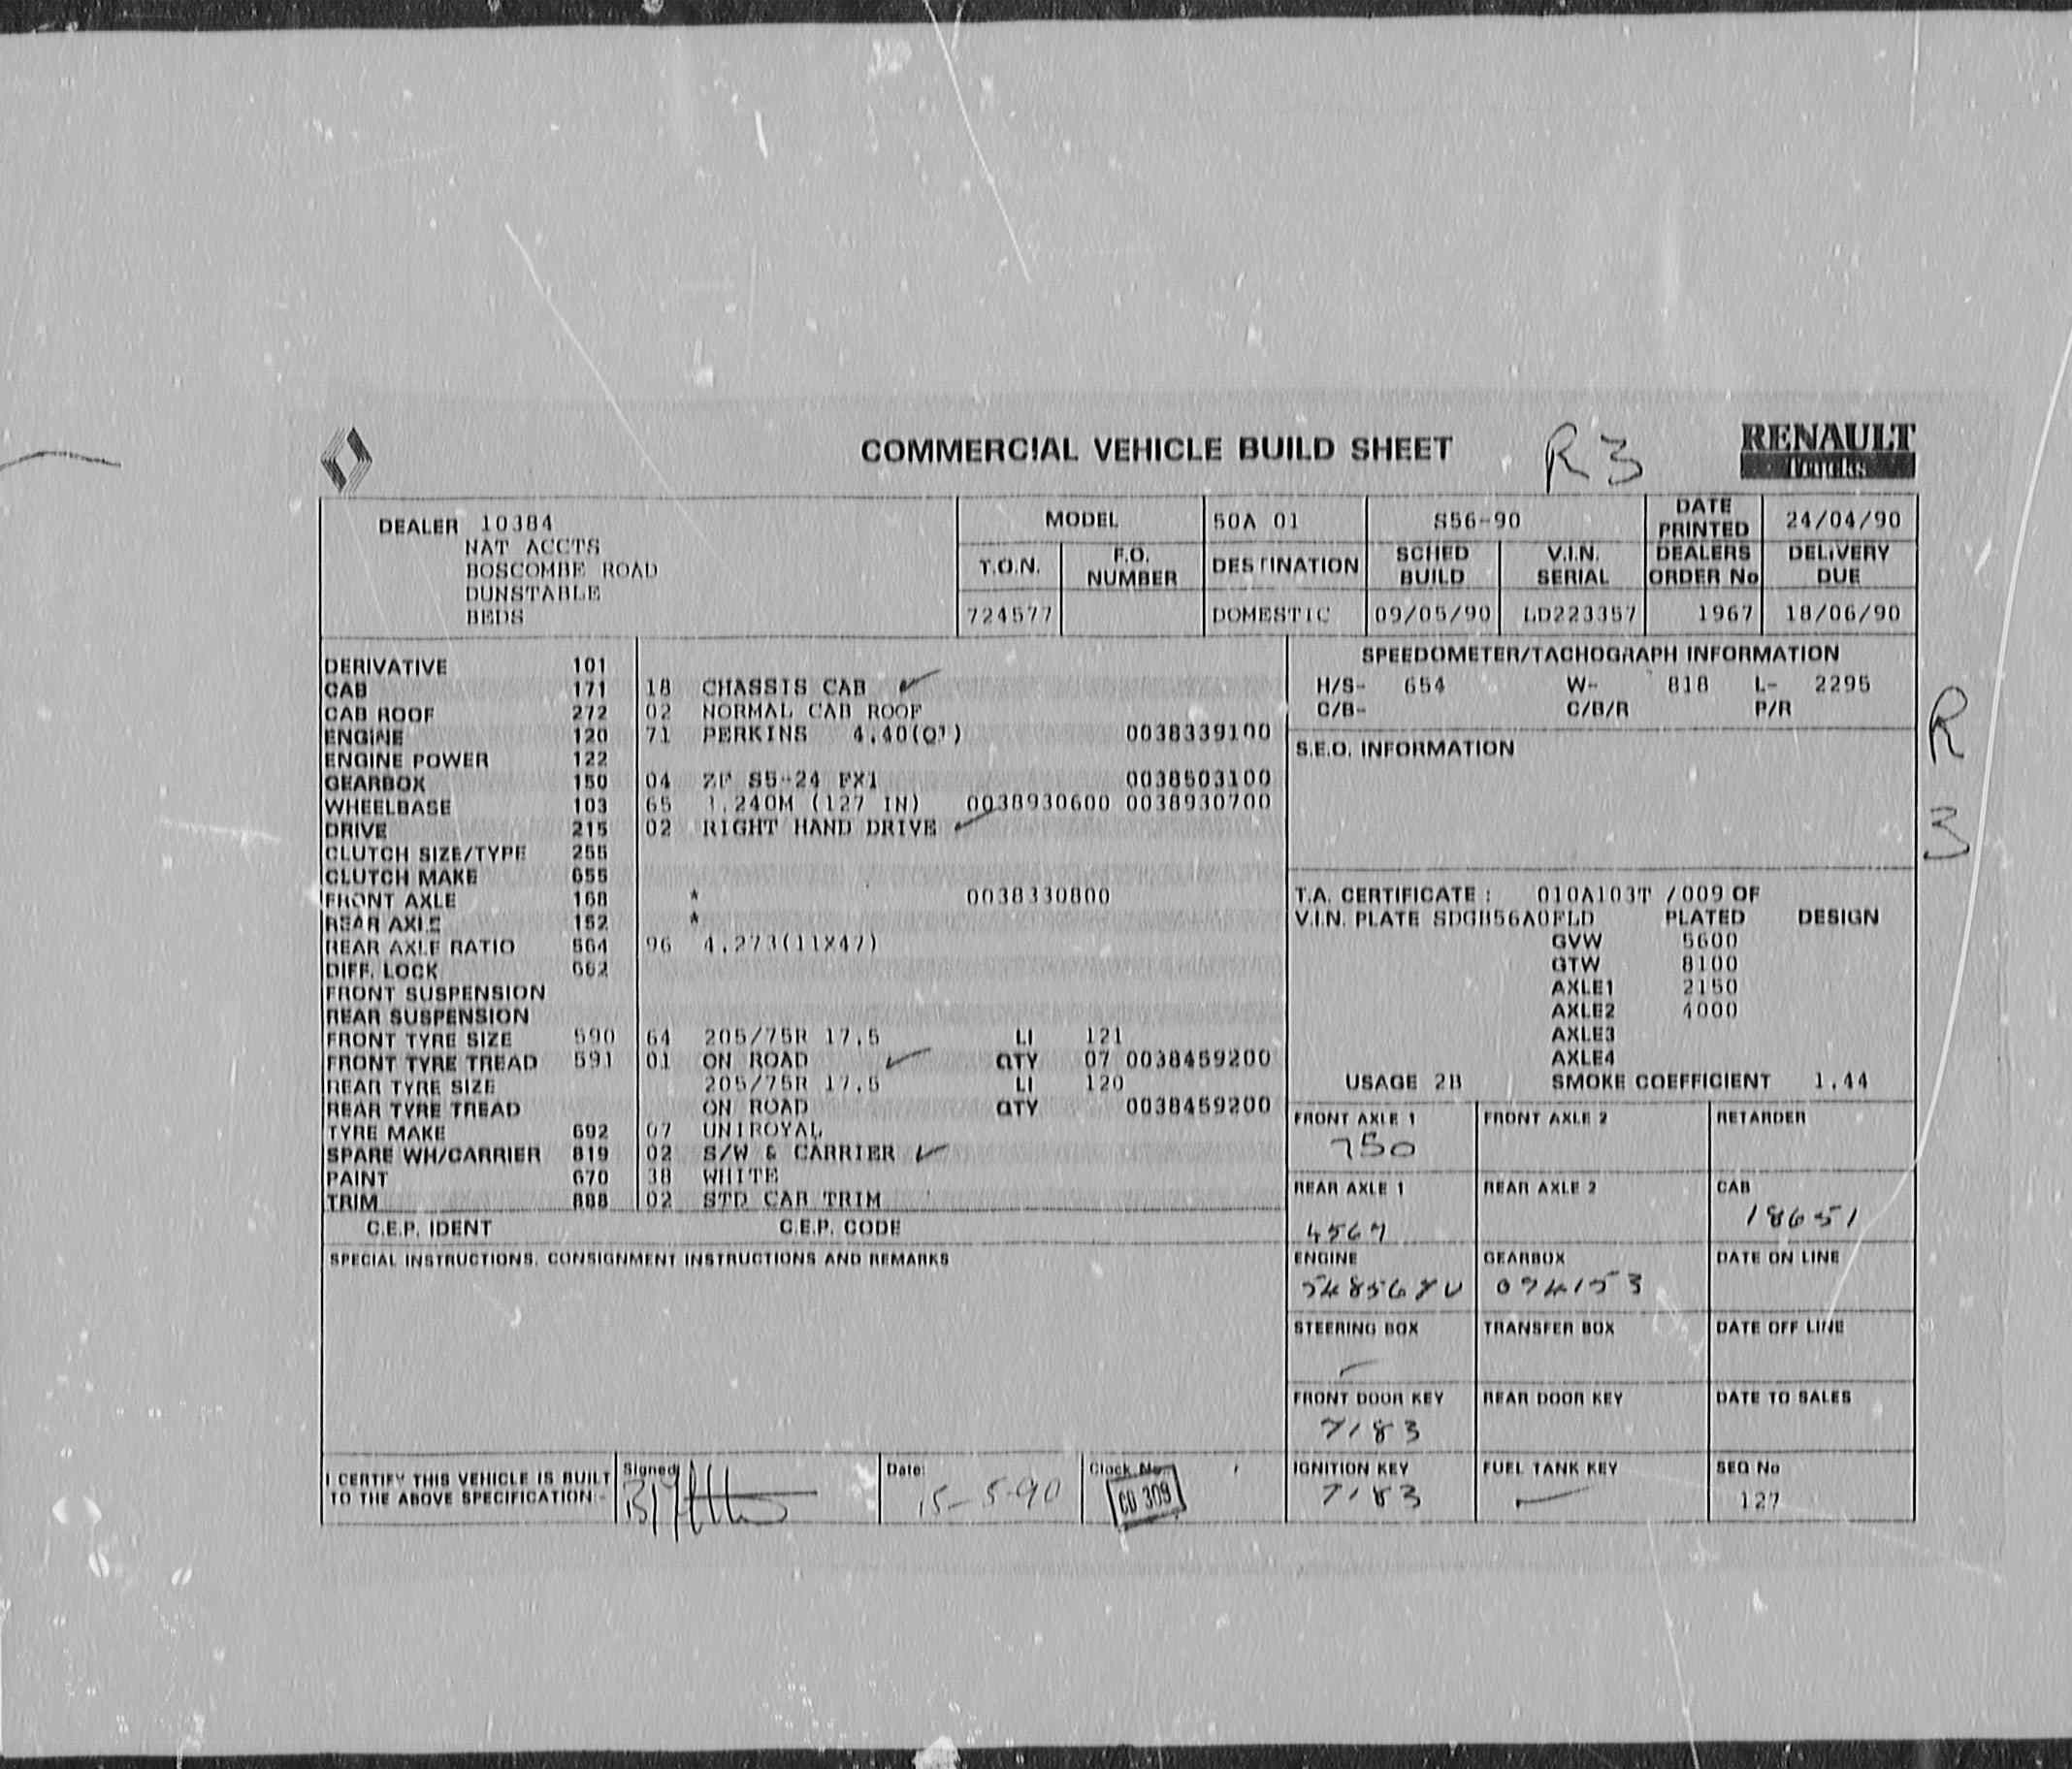 COMMERCIAL VEHICLE BUILD SHEET R3 RENAULT Trucks
DEALER 10384
NAT ACCTS
BOSCOMBE ROAD
DUNSTABLE
BEDS
MODEL 50A 01 S56-90 DATE PRINTED 24/04/90
T.O.N. F.O. NUMBER DESTINATION SCHED BUILD V.I.N. SERIAL DEALERS ORDER No DELIVERY DUE
724577 DOMESTIC 09/05/90 LD223357 1967 18/06/90
DERIVATIVE 101
CAB 171 18 CHASSIS CAB
CAB ROOF 272 02 NORMAL CAB ROOF
ENGINE 120 71 PERKINS 0038339100
ENGINE POWER 122
GEARBOX 150 04 ZF S5-24 FX1 0038603100
WHEELBASE 103 65 3.240M (127 IN) 0038930600 0038930700
DRIVE 215 02 RIGHT HAND DRIVE
CLUTCH SIZE/TYPE 255
CLUTCH MAKE 655
FRONT AXLE 168 * 0038330800
REAR AXLE 152 *
REAR AXLE RATIO 564 96 4.273(11X47)
DIFF. LOCK 662
FRONT SUSPENSION
REAR SUSPENSION
FRONT TYRE SIZE 590 64 205/75R 17.5 LI 121
FRONT TYRE TREAD 591 01 ON ROAD QTY 07 0038459200
REAR TYRE SIZE 205/75R 17.5 LI 120
REAR TYRE TREAD ON ROAD QTY 0038459200
TYRE MAKE 692 07 UNIROYAL
SPARE WH/CARRIER 819 02 S/W & CARRIER
PAINT 670 38 WHITE
TRIM 888 02 STD CAB TRIM
C.E.P. IDENT C.E.P. CODE
SPECIAL INSTRUCTIONS, CONSIGNMENT INSTRUCTIONS AND REMARKS
SPEEDOMETER/TACHOGRAPH INFORMATION
H/S- 654 W- 818 L- 2295
C/B- C/B/R P/R
S.E.O. INFORMATION
T.A. CERTIFICATE : 010A103T /009 OF
V.I.N. PLATE SDGB56A0FLD PLATED DESIGN
GVW 5600
GTW 8100
AXLE1 2150
AXLE2 4000
AXLE3
AXLE4
USAGE 2B SMOKE COEFFICIENT 1.44
FRONT AXLE 1 FRONT AXLE 2 RETARDER
750
REAR AXLE 1 REAR AXLE 2 CAB
4567 18651
ENGINE GEARBOX DATE ON LINE
094153
STEERING BOX TRANSFER BOX DATE OFF LINE
FRONT DOOR KEY REAR DOOR KEY DATE TO SALES
7183
IGNITION KEY FUEL TANK KEY SEQ No
7183 127
I CERTIFY THIS VEHICLE IS BUILT
TO THE ABOVE SPECIFICATION:-
Signed: Date: 15-5-90 Clock No. CD 309
R
3